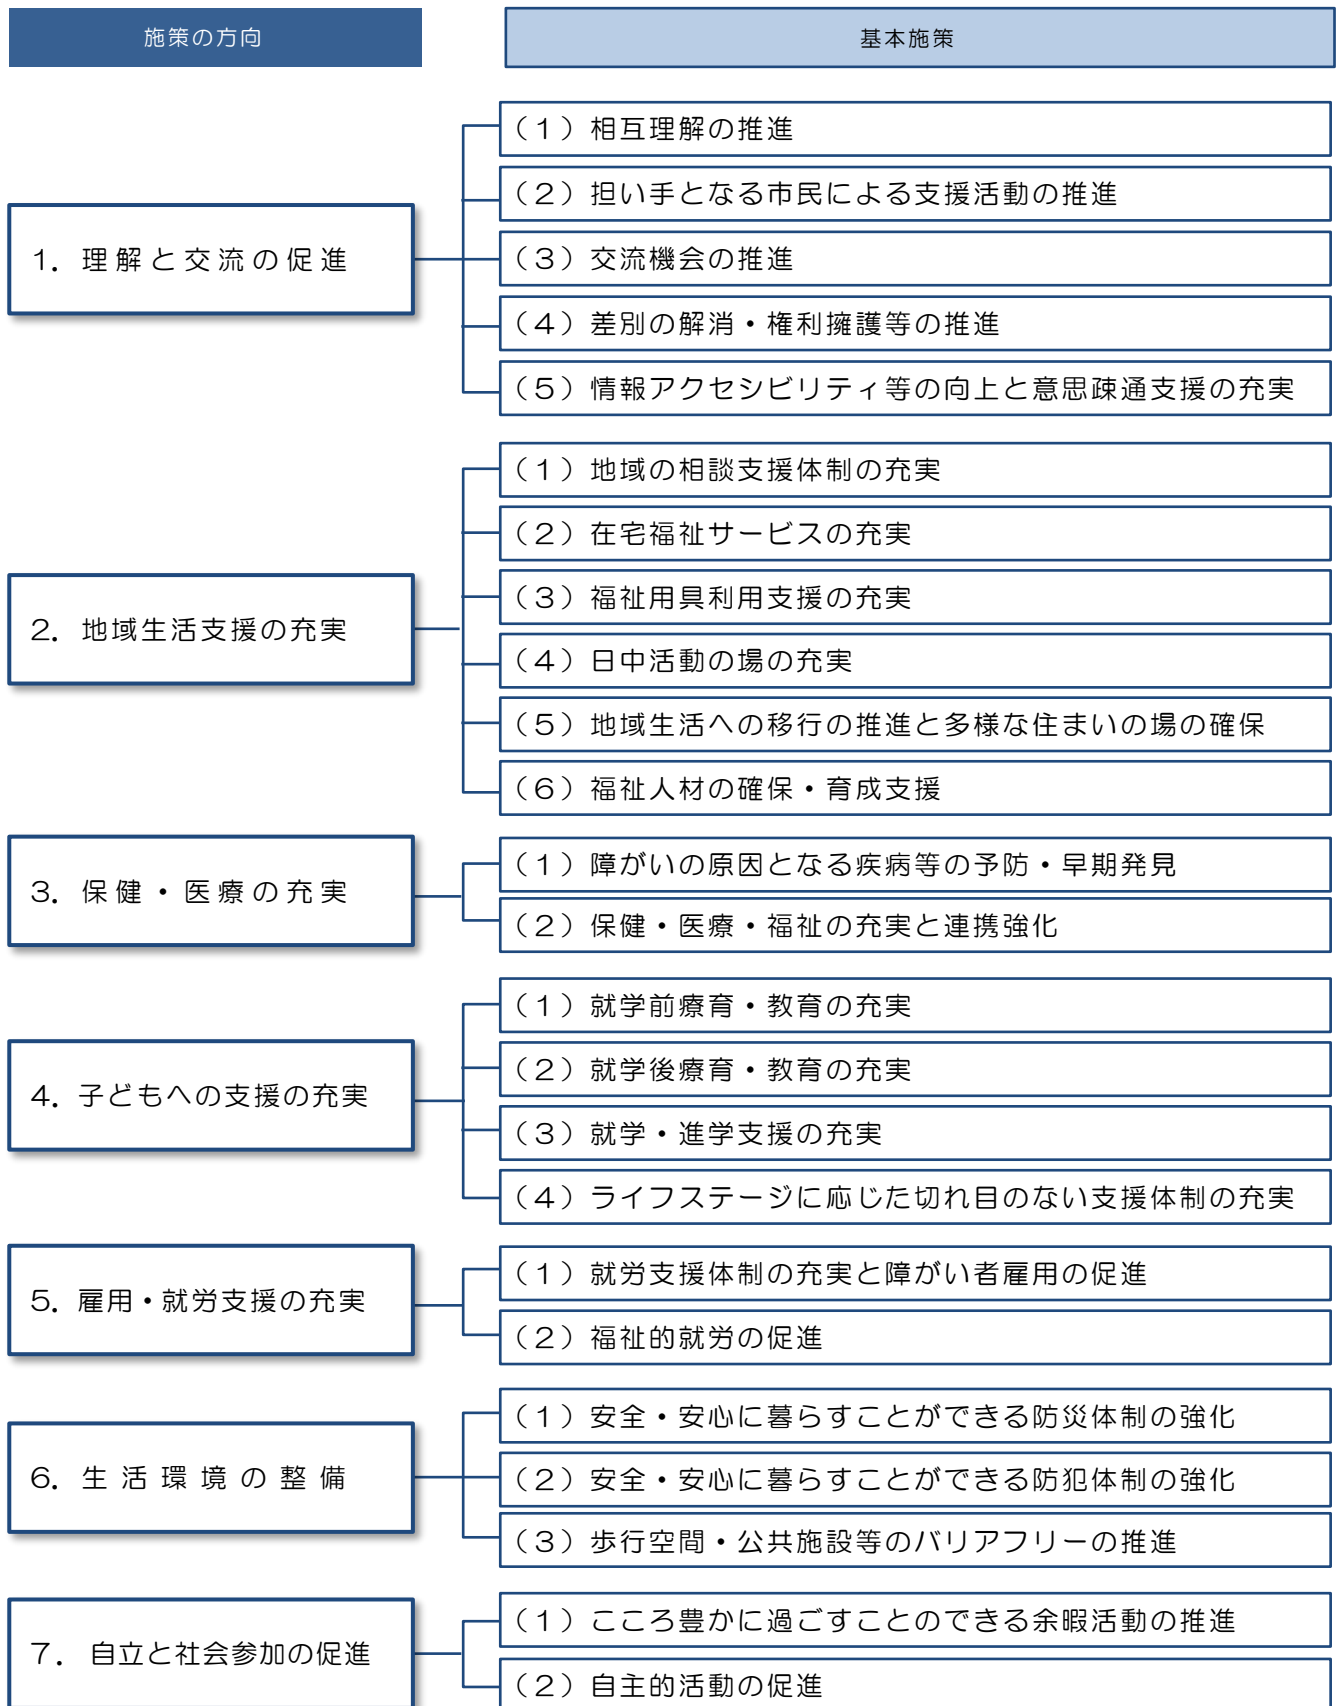 施策の方向
基本施策
1．理解と交流の促進
（1）相互理解の推進
（2）担い手となる市民による支援活動の推進
（3）交流機会の推進
（4）差別の解消・権利擁護等の推進
（5）情報アクセシビリティ等の向上と意思疎通支援の充実
2．地域生活支援の充実
（1）地域の相談支援体制の充実
（2）在宅福祉サービスの充実
（3）福祉用具利用支援の充実
（4）日中活動の場の充実
（5）地域生活への移行の推進と多様な住まいの場の確保
（6）福祉人材の確保・育成支援
3．保健・医療の充実
（1）障がいの原因となる疾病等の予防・早期発見
（2）保健・医療・福祉の充実と連携強化
4．子どもへの支援の充実
（1）就学前療育・教育の充実
（2）就学後療育・教育の充実
（3）就学・進学支援の充実
（4）ライフステージに応じた切れ目のない支援体制の充実
5．雇用・就労支援の充実
（1）就労支援体制の充実と障がい者雇用の促進
（2）福祉的就労の促進
6．生活環境の整備
（1）安全・安心に暮らすことができる防災体制の強化
（2）安全・安心に暮らすことができる防犯体制の強化
（3）歩行空間・公共施設等のバリアフリーの推進
7．自立と社会参加の促進
（1）こころ豊かに過ごすことのできる余暇活動の推進
（2）自主的活動の促進